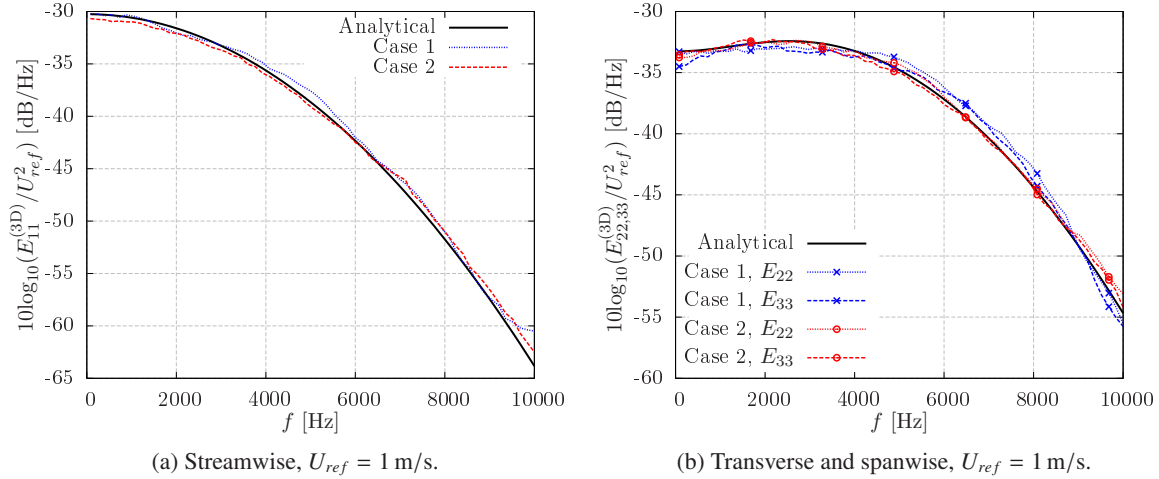 -30
-35
-40
-45
-50
-55
-60
-65
0 2000 4000 6000 8000 10000
f [Hz]
10log₁₀(E₁₁⁽³ᴰ⁾/U²ref) [dB/Hz]
Analytical
Case 1
Case 2
(a) Streamwise, Uref = 1 m/s.
-30
-35
-40
-45
-50
-55
-60
0 2000 4000 6000 8000 10000
f [Hz]
10log₁₀(E₂₂,₃₃⁽³ᴰ⁾/U²ref) [dB/Hz]
Analytical
Case 1, E₂₂
Case 1, E₃₃
Case 2, E₂₂
Case 2, E₃₃
(b) Transverse and spanwise, Uref = 1 m/s.